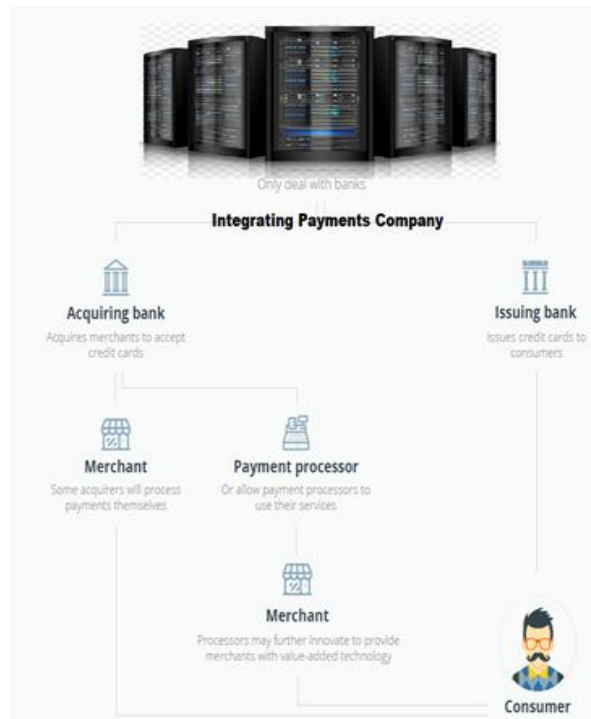 Only deal with banks
Integrating Payments Company
Acquiring bank
Acquires merchants to accept
credit cards
Issuing bank
Issues credit cards to
consumers
Merchant
Some acquirers will process
payments themselves
Payment processor
Or allow payment processors to
use their services
Merchant
Processors may further innovate to provide
merchants with value-added technology
Consumer